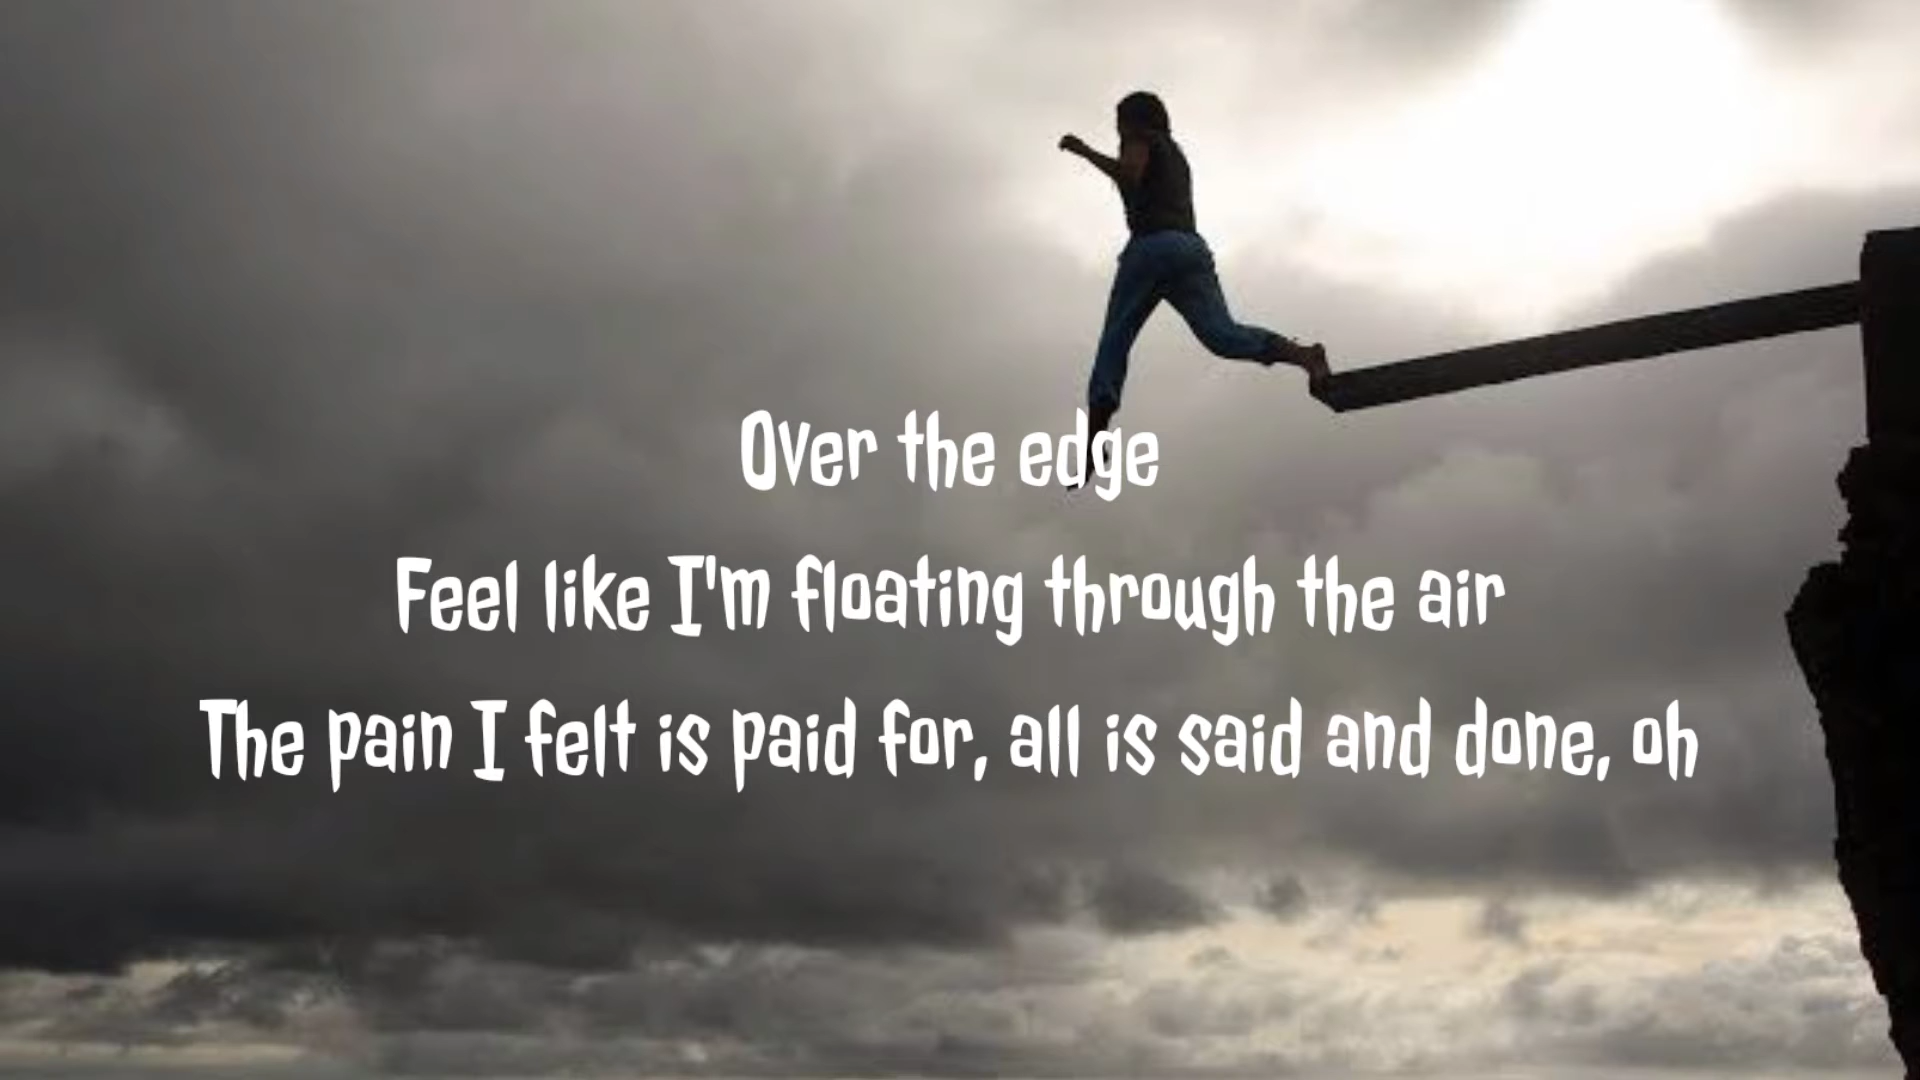 Over the edge
Feel like I'm floating through the air
The pain I felt is paid for, all is said and done, oh